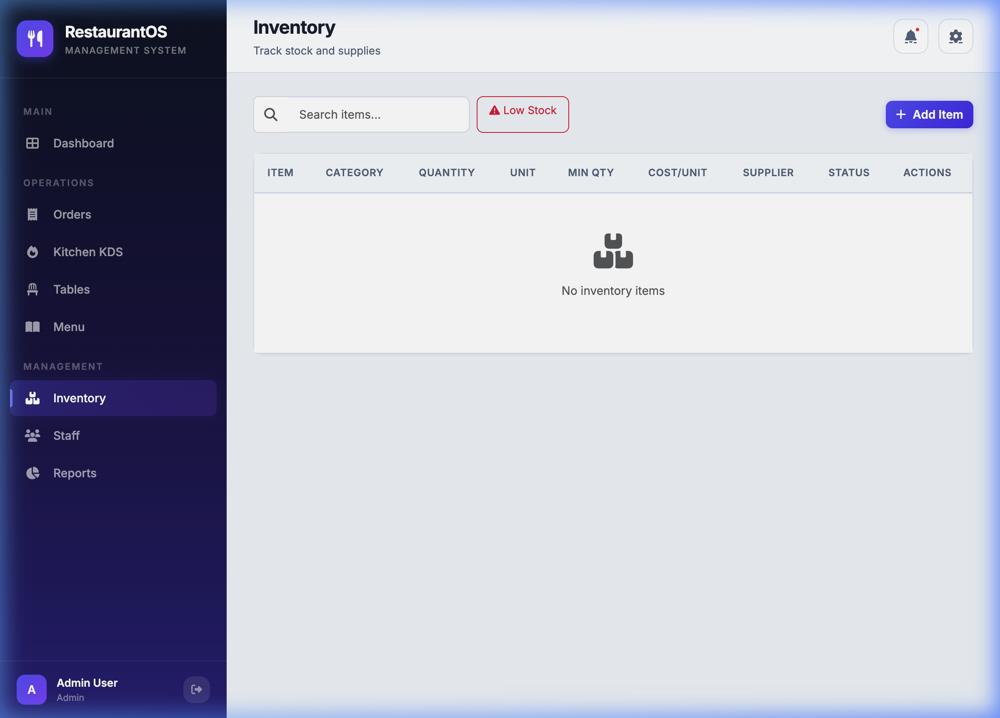 RestaurantOS
MANAGEMENT SYSTEM
MAIN
Dashboard
OPERATIONS
Orders
Kitchen KDS
Tables
Menu
MANAGEMENT
Inventory
Staff
Reports
A
Admin User
Admin
Inventory
Track stock and supplies
Search items...
Low Stock
+ Add Item
ITEM CATEGORY QUANTITY UNIT MIN QTY COST/UNIT SUPPLIER STATUS ACTIONS
No inventory items